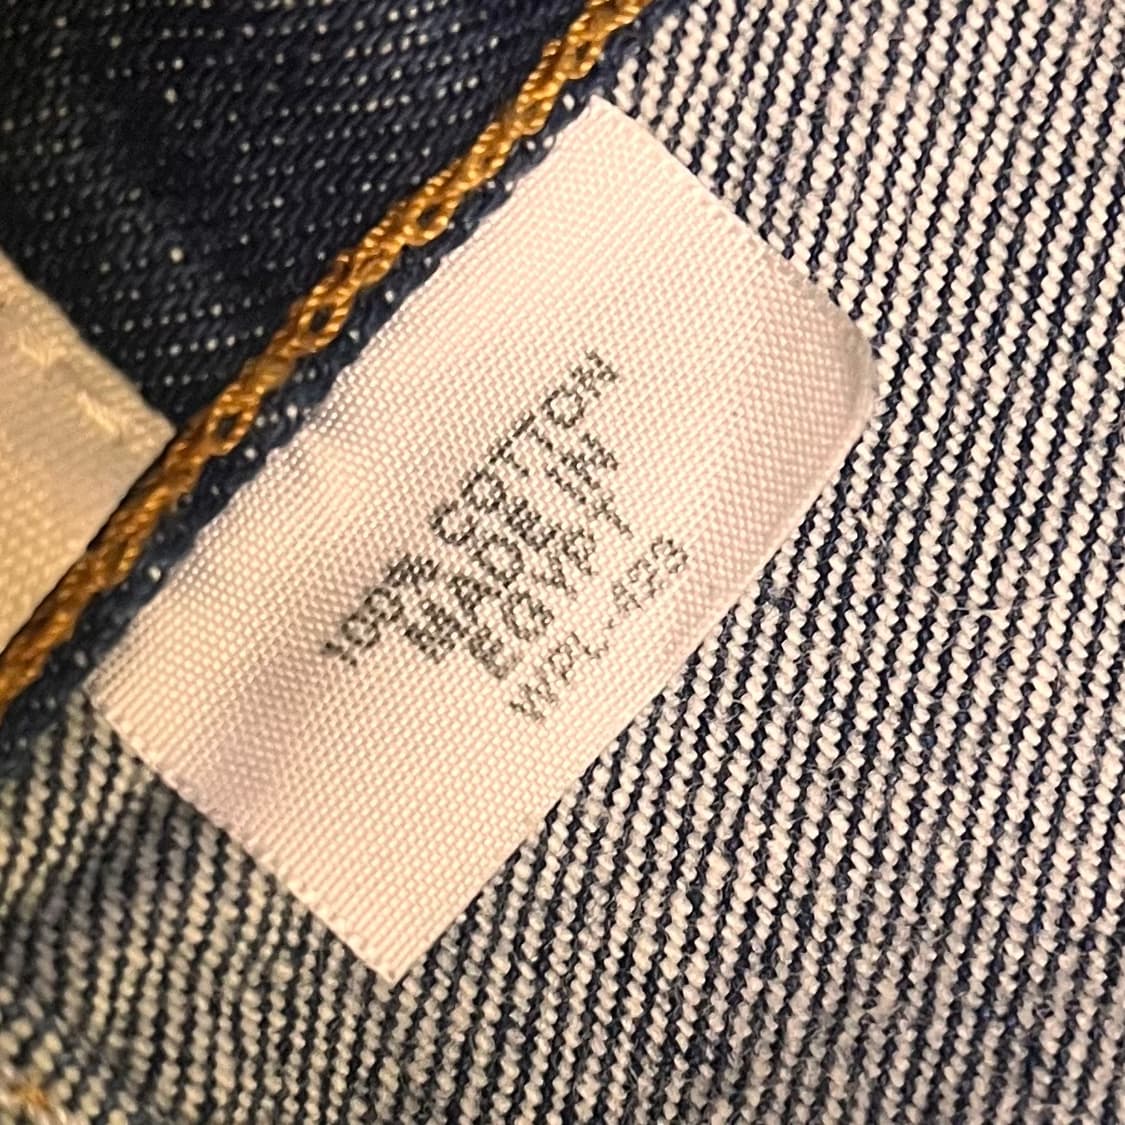 100% COTTON
MADE IN
EGYPT
WPL-423